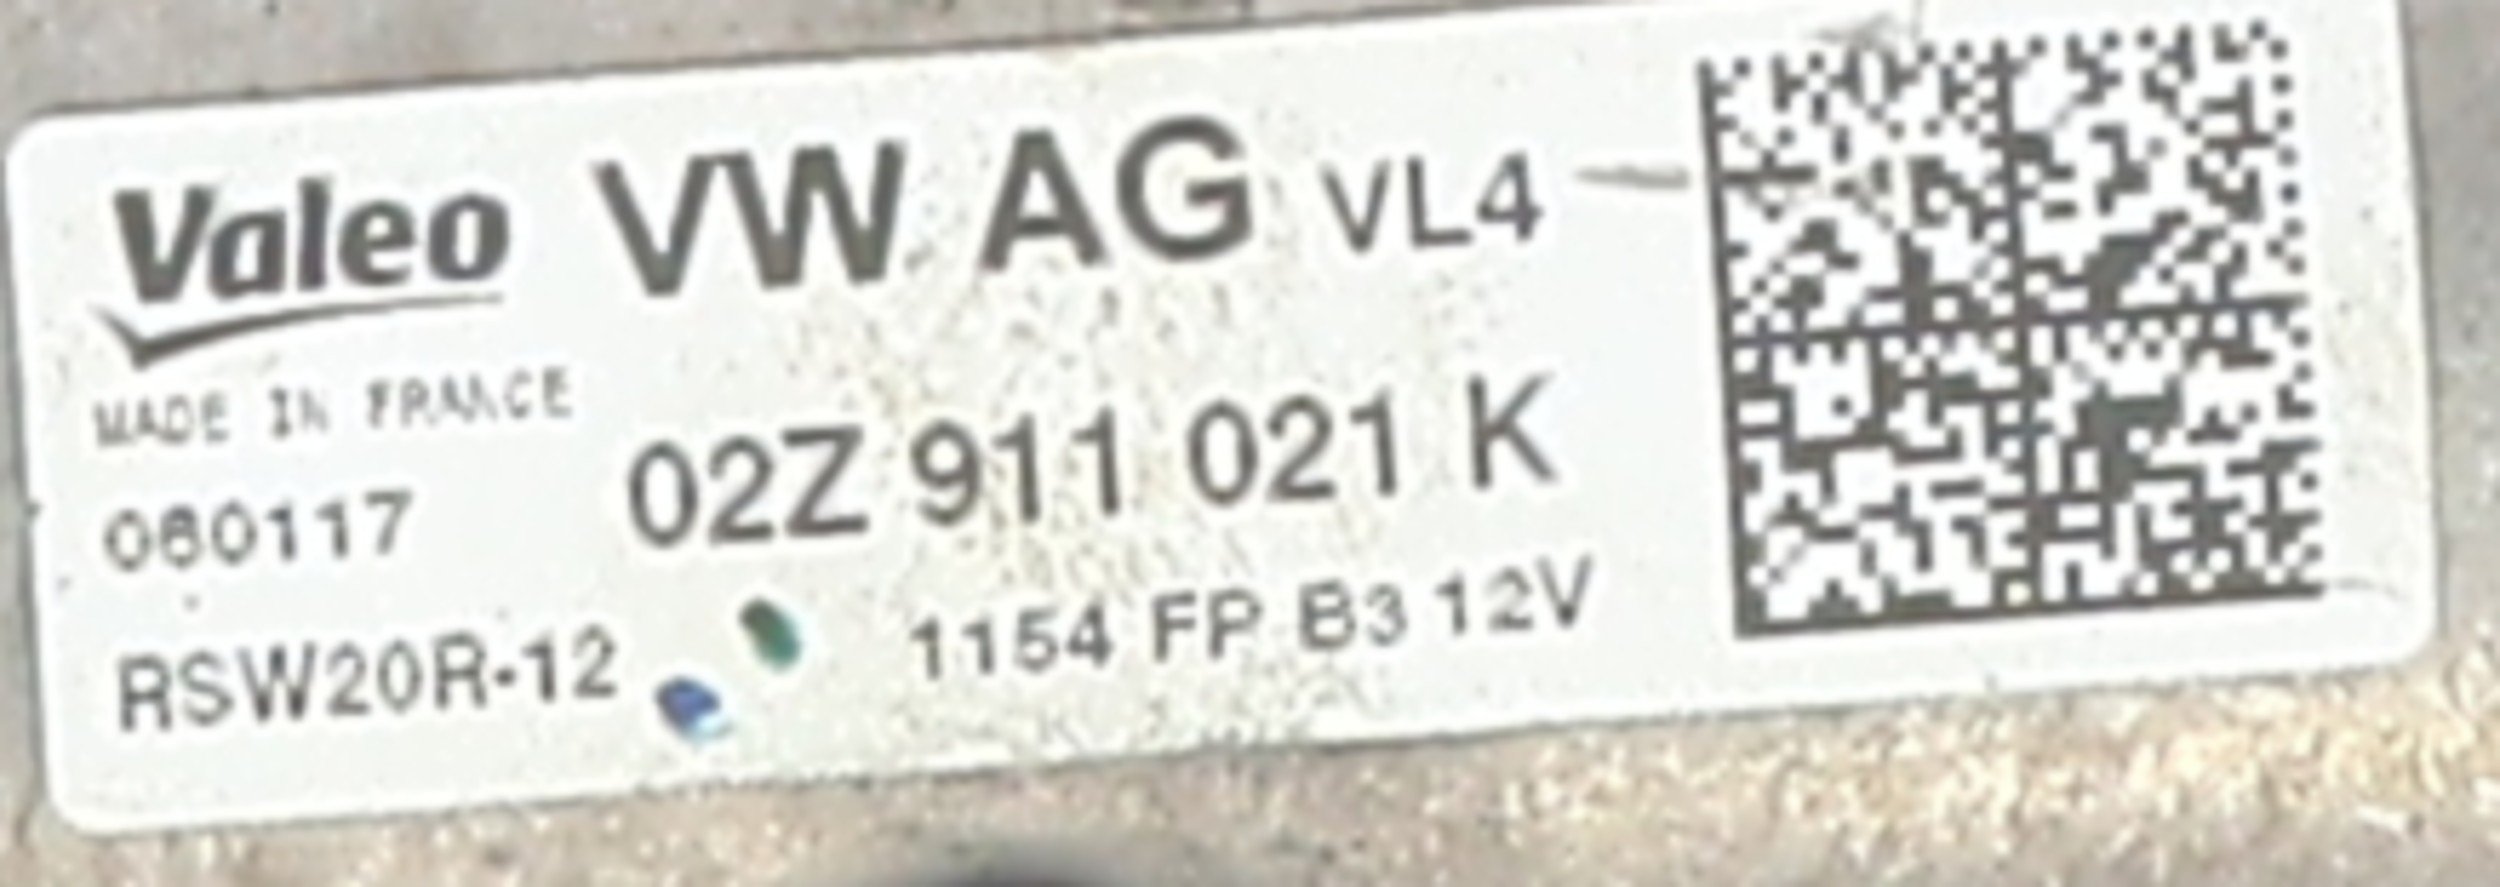 Valeo VW AG VL4
MADE IN FRANCE
02Z 911 021 K
080117
RSW20R-12
1154 FP B3 12V